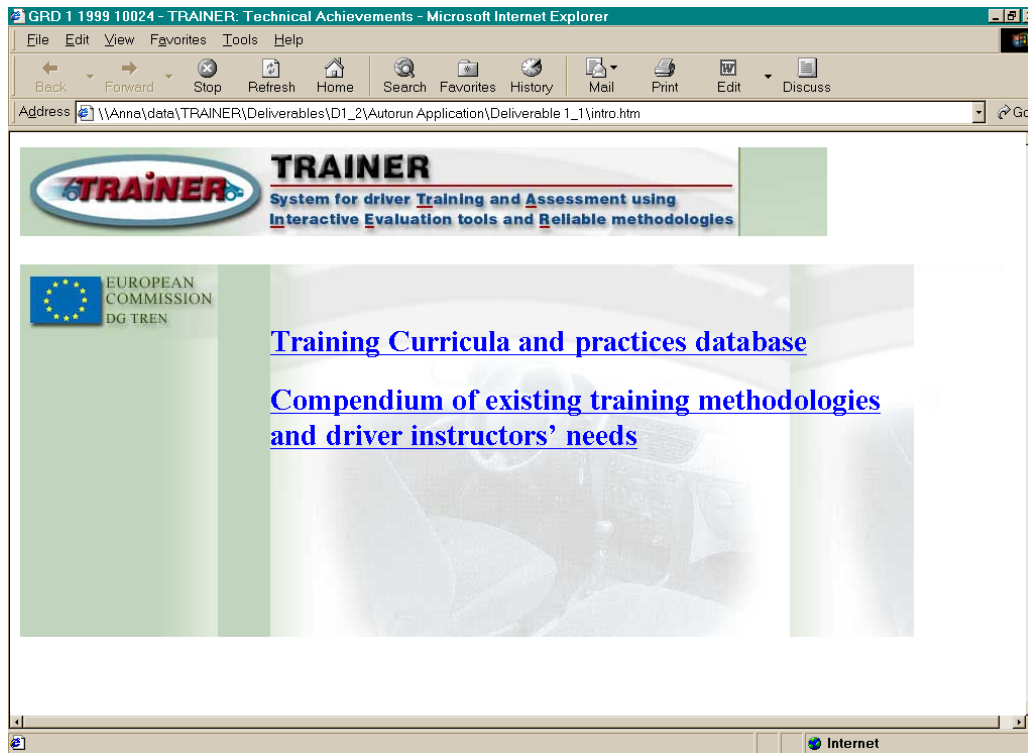 GRD 1 1999 10024 - TRAINER: Technical Achievements - Microsoft Internet Explorer
File Edit View Favorites Tools Help
Back Forward Stop Refresh Home Search Favorites History Mail Print Edit Discuss
Address \\Anna\data\TRAINER\Deliverables\D1_2\Autorun Application\Deliverable 1_1\intro.htm Go
TRAiNER
TRAINER
System for driver Training and Assessment using
Interactive Evaluation tools and Reliable methodologies
EUROPEAN
COMMISSION
DG TREN
Training Curricula and practices database
Compendium of existing training methodologies
and driver instructors’ needs
Internet